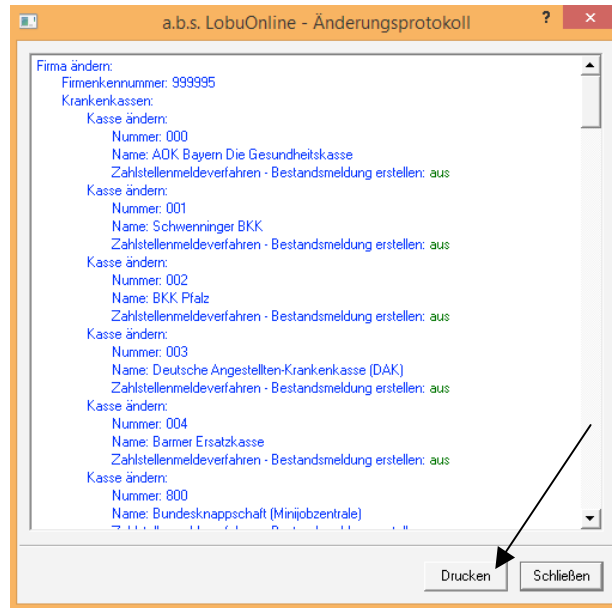 a.b.s. LobuOnline - Änderungsprotokoll ? ×
Firma ändern:
Firmenkennummer: 999995
Krankenkassen:
Kasse ändern:
Nummer: 000
Name: AOK Bayern Die Gesundheitskasse
Zahlstellenmeldeverfahren - Bestandsmeldung erstellen: aus
Kasse ändern:
Nummer: 001
Name: Schwenninger BKK
Zahlstellenmeldeverfahren - Bestandsmeldung erstellen: aus
Kasse ändern:
Nummer: 002
Name: BKK Pfalz
Zahlstellenmeldeverfahren - Bestandsmeldung erstellen: aus
Kasse ändern:
Nummer: 003
Name: Deutsche Angestellten-Krankenkasse (DAK)
Zahlstellenmeldeverfahren - Bestandsmeldung erstellen: aus
Kasse ändern:
Nummer: 004
Name: Barmer Ersatzkasse
Zahlstellenmeldeverfahren - Bestandsmeldung erstellen: aus
Kasse ändern:
Nummer: 800
Name: Bundesknappschaft (Minijobzentrale)
Drucken Schließen